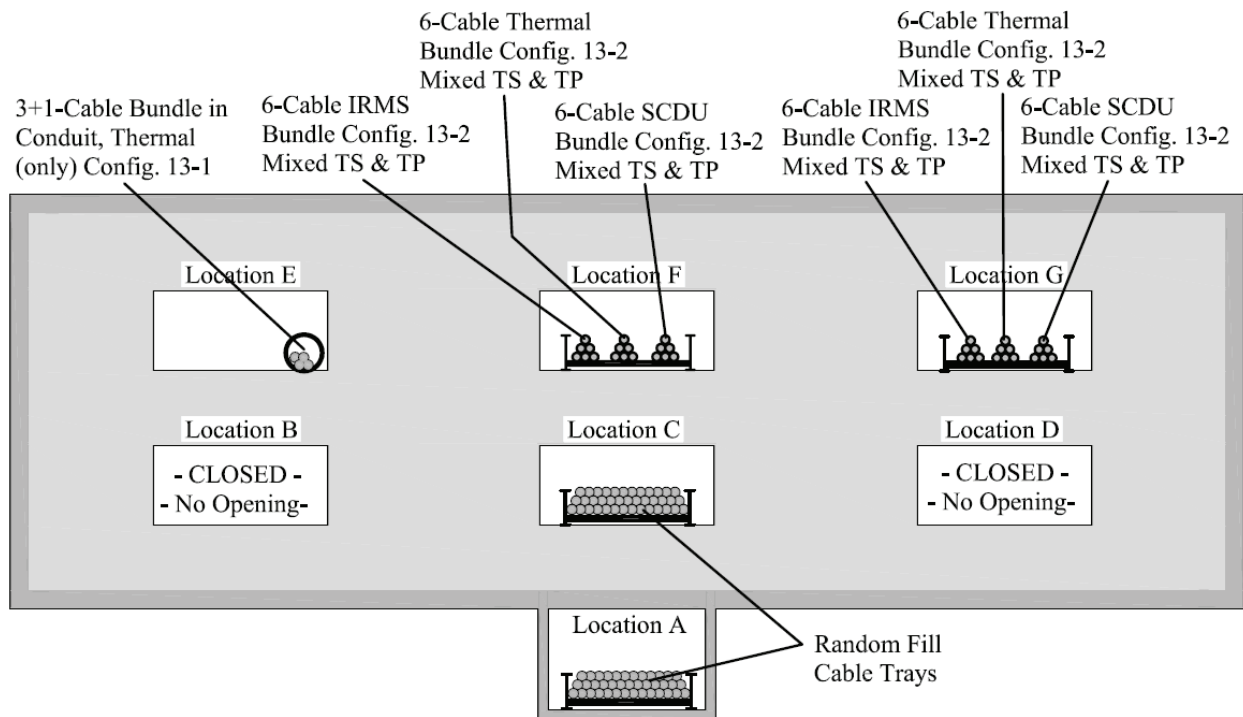 6-Cable Thermal
Bundle Config. 13-2
Mixed TS & TP
6-Cable Thermal
Bundle Config. 13-2
Mixed TS & TP
3+1-Cable Bundle in
Conduit, Thermal
(only) Config. 13-1
6-Cable IRMS
Bundle Config. 13-2
Mixed TS & TP
6-Cable SCDU
Bundle Config. 13-2
Mixed TS & TP
6-Cable IRMS
Bundle Config. 13-2
Mixed TS & TP
6-Cable SCDU
Bundle Config. 13-2
Mixed TS & TP
Location E
Location F
Location G
Location B
- CLOSED -
- No Opening-
Location C
Location D
- CLOSED -
- No Opening-
Location A
Random Fill
Cable Trays